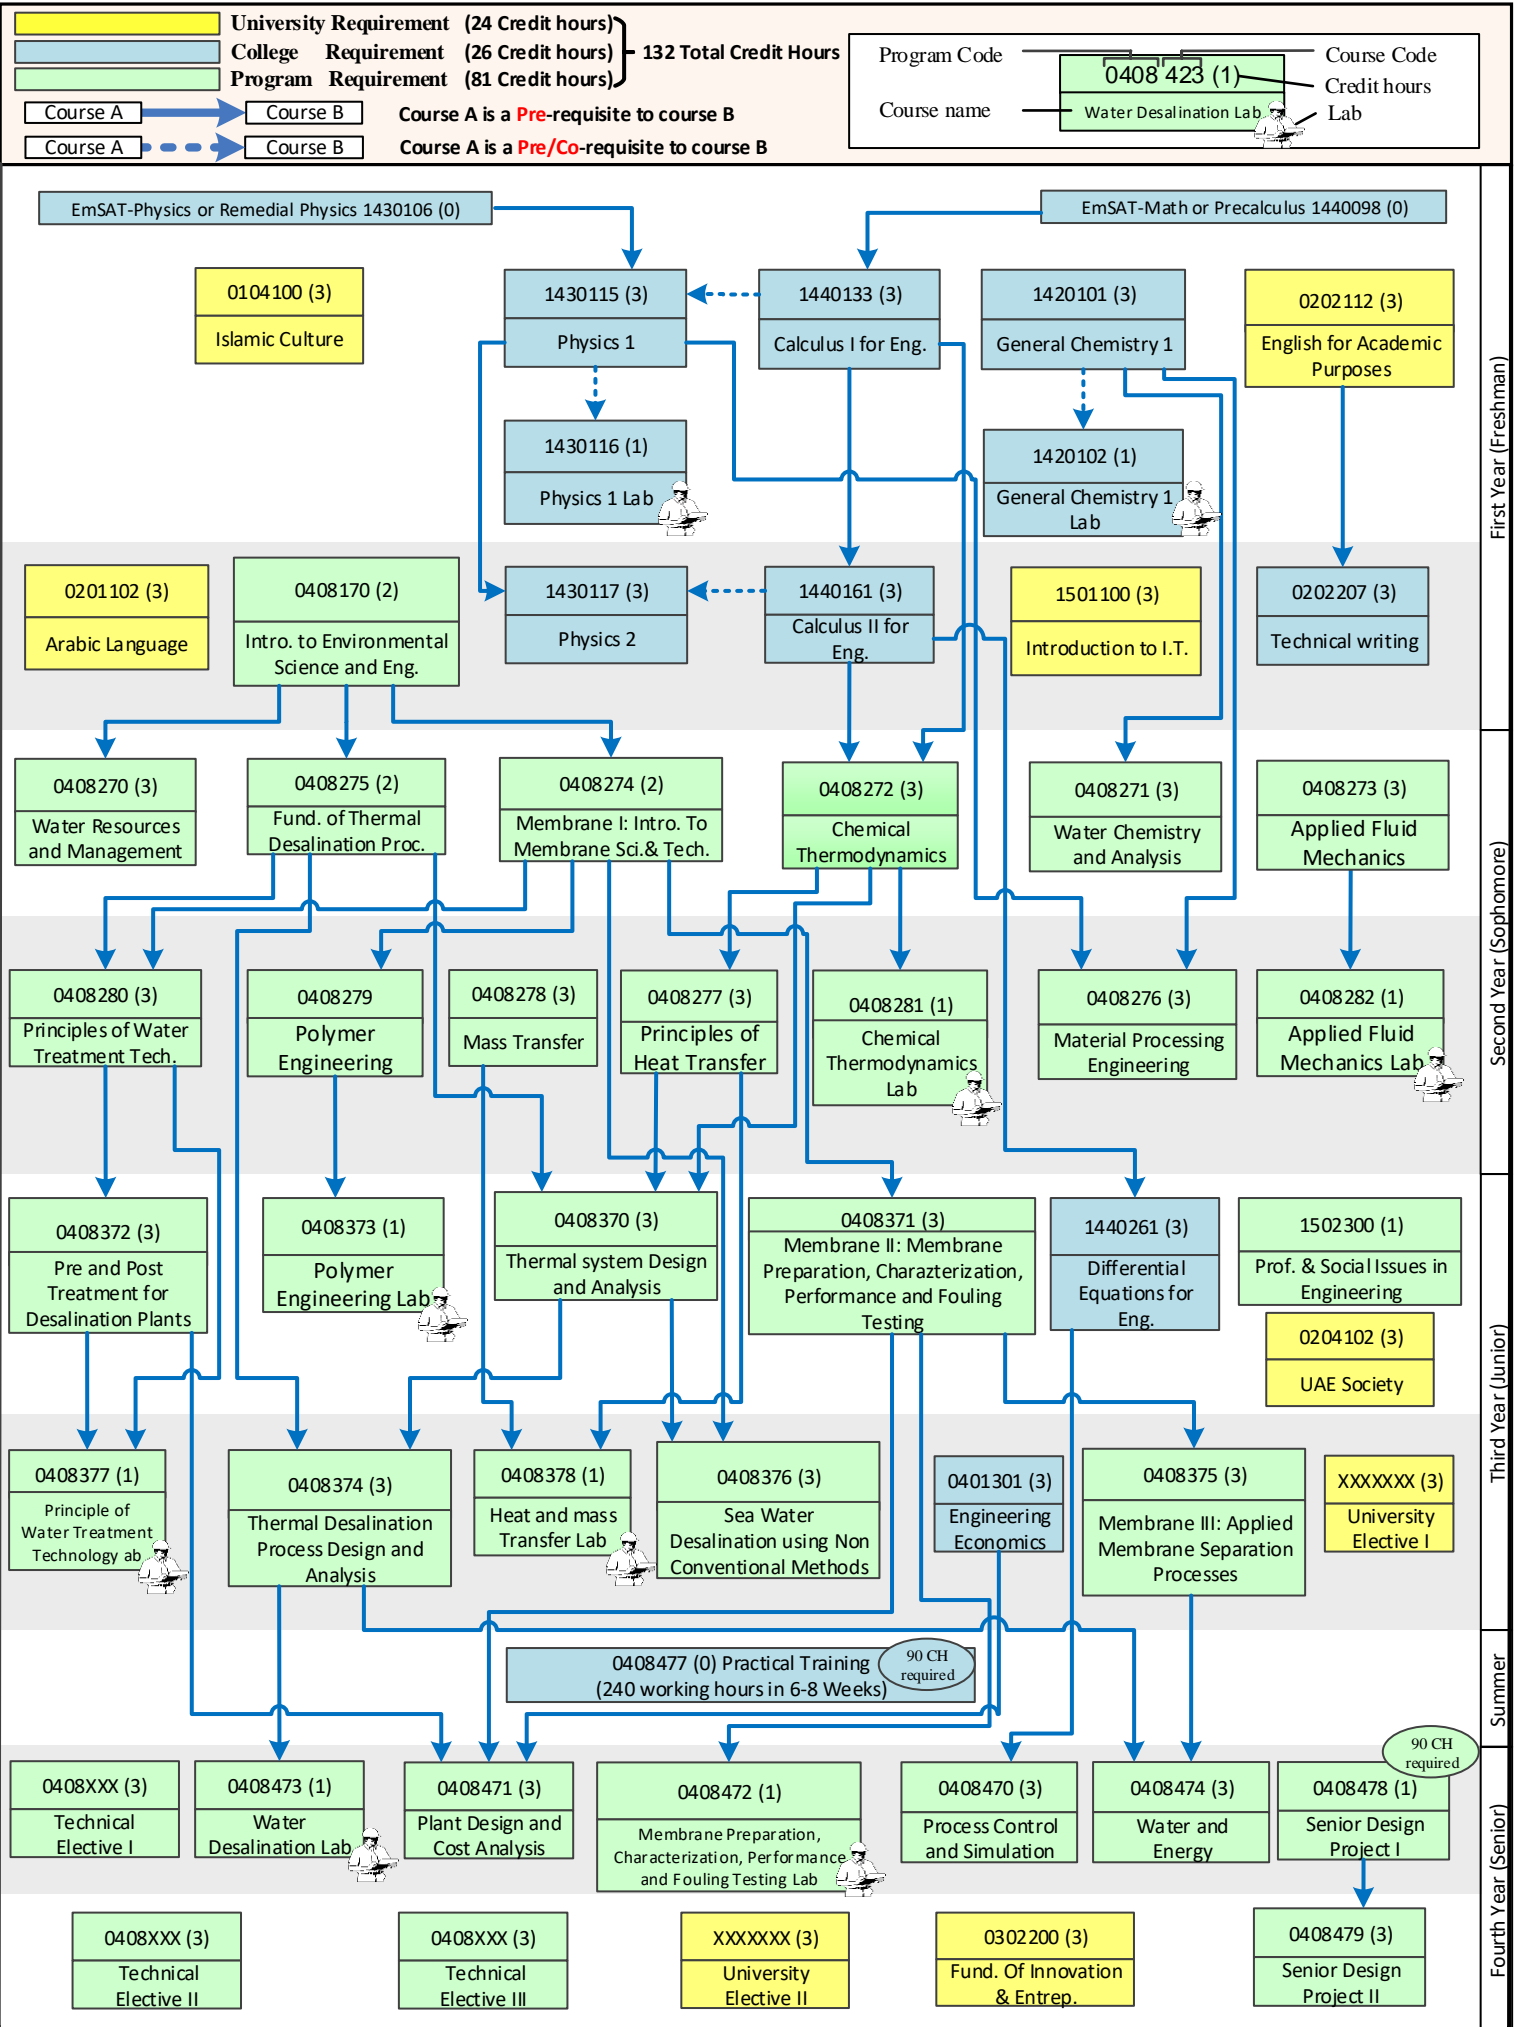 University Requirement (24 Credit hours)
College Requirement (26 Credit hours)
Program Requirement (81 Credit hours)
132 Total Credit Hours
Course A
Course B
Course A is a Pre-requisite to course B
Course A
Course B
Course A is a Pre/Co-requisite to course B
Program Code
Course Code
0408 423 (1)
Credit hours
Course name
Water Desalination Lab
Lab
EmSAT-Physics or Remedial Physics 1430106 (0)
EmSAT-Math or Precalculus 1440098 (0)
0104100 (3)
Islamic Culture
1430115 (3)
Physics 1
1440133 (3)
Calculus I for Eng.
1420101 (3)
General Chemistry 1
0202112 (3)
English for Academic
Purposes
1430116 (1)
Physics 1 Lab
1420102 (1)
General Chemistry 1
Lab
First Year (Freshman)
0201102 (3)
Arabic Language
0408170 (2)
Intro. to Environmental
Science and Eng.
1430117 (3)
Physics 2
1440161 (3)
Calculus II for
Eng.
1501100 (3)
Introduction to I.T.
0202207 (3)
Technical writing
0408270 (3)
Water Resources
and Management
0408275 (2)
Fund. of Thermal
Desalination Proc.
0408274 (2)
Membrane I: Intro. To
Membrane Sci.& Tech.
0408272 (3)
Chemical
Thermodynamics
0408271 (3)
Water Chemistry
and Analysis
0408273 (3)
Applied Fluid
Mechanics
Second Year (Sophomore)
0408280 (3)
Principles of Water
Treatment Tech.
0408279
Polymer
Engineering
0408278 (3)
Mass Transfer
0408277 (3)
Principles of
Heat Transfer
0408281 (1)
Chemical
Thermodynamics
Lab
0408276 (3)
Material Processing
Engineering
0408282 (1)
Applied Fluid
Mechanics Lab
0408372 (3)
Pre and Post
Treatment for
Desalination Plants
0408373 (1)
Polymer
Engineering Lab
0408370 (3)
Thermal system Design
and Analysis
0408371 (3)
Membrane II: Membrane
Preparation, Charazterization,
Performance and Fouling
Testing
1440261 (3)
Differential
Equations for
Eng.
1502300 (1)
Prof. & Social Issues in
Engineering
0204102 (3)
UAE Society
Third Year (Junior)
0408377 (1)
Principle of
Water Treatment
Technology ab
0408374 (3)
Thermal Desalination
Process Design and
Analysis
0408378 (1)
Heat and mass
Transfer Lab
0408376 (3)
Sea Water
Desalination using Non
Conventional Methods
0401301 (3)
Engineering
Economics
0408375 (3)
Membrane III: Applied
Membrane Separation
Processes
XXXXXXX (3)
University
Elective I
0408477 (0) Practical Training
(240 working hours in 6-8 Weeks)
90 CH
required
Summer
90 CH
required
0408XXX (3)
Technical
Elective I
0408473 (1)
Water
Desalination Lab
0408471 (3)
Plant Design and
Cost Analysis
0408472 (1)
Membrane Preparation,
Characterization, Performance
and Fouling Testing Lab
0408470 (3)
Process Control
and Simulation
0408474 (3)
Water and
Energy
0408478 (1)
Senior Design
Project I
Fourth Year (Senior)
0408XXX (3)
Technical
Elective II
0408XXX (3)
Technical
Elective III
XXXXXXX (3)
University
Elective II
0302200 (3)
Fund. Of Innovation
& Entrep.
0408479 (3)
Senior Design
Project II